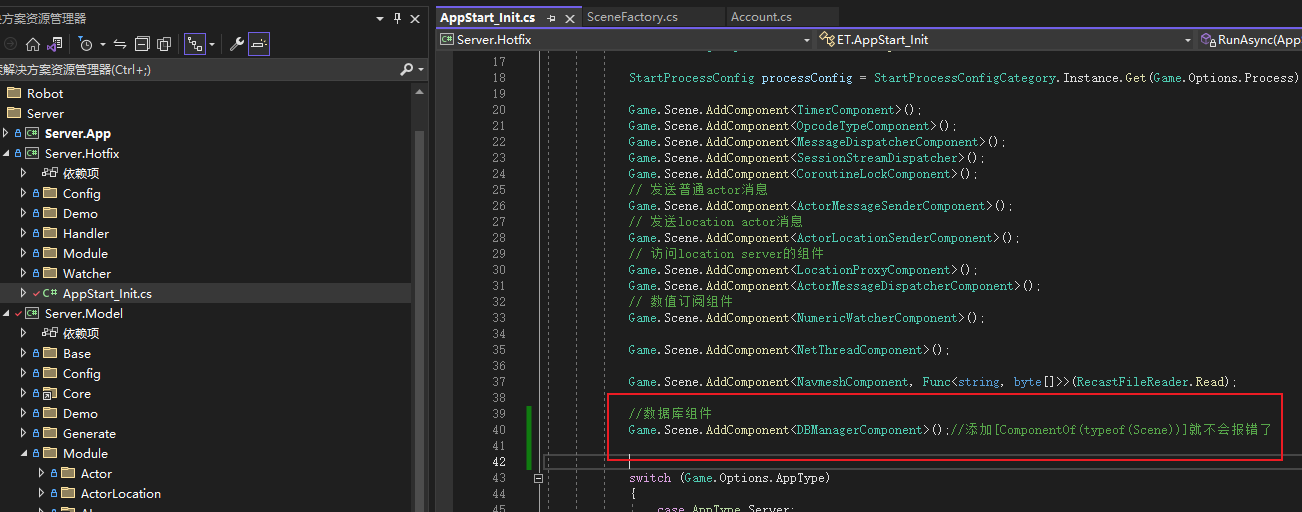 决方案资源管理器
案解决方案资源管理器(Ctrl+;)
Robot
Server
Server.App
Server.Hotfix
依赖项
Config
Demo
Handler
Module
Watcher
AppStart_Init.cs
Server.Model
依赖项
Base
Config
Core
Demo
Generate
Module
Actor
ActorLocation
AppStart_Init.cs
SceneFactory.cs
Account.cs
Server.Hotfix
ET.AppStart_Init
RunAsync(App
17
18 StartProcessConfig processConfig = StartProcessConfigCategory.Instance.Get(Game.Options.Process)
19
20 Game.Scene.AddComponent<TimerComponent>();
21 Game.Scene.AddComponent<OpcodeTypeComponent>();
22 Game.Scene.AddComponent<MessageDispatcherComponent>();
23 Game.Scene.AddComponent<SessionStreamDispatcher>();
24 Game.Scene.AddComponent<CoroutineLockComponent>();
25 // 发送普通actor消息
26 Game.Scene.AddComponent<ActorMessageSenderComponent>();
27 // 发送location actor消息
28 Game.Scene.AddComponent<ActorLocationSenderComponent>();
29 // 访问location server的组件
30 Game.Scene.AddComponent<LocationProxyComponent>();
31 Game.Scene.AddComponent<ActorMessageDispatcherComponent>();
32 // 数值订阅组件
33 Game.Scene.AddComponent<NumericWatcherComponent>();
34
35 Game.Scene.AddComponent<NetThreadComponent>();
36
37 Game.Scene.AddComponent<NavmeshComponent, Func<string, byte[]>>(RecastFileReader.Read);
38
39 //数据库组件
40 Game.Scene.AddComponent<DBManagerComponent>();//添加[ComponentOf(typeof(Scene))]就不会报错了
41
42
43 switch (Game.Options.AppType)
44 {
45 case AppType.Server: